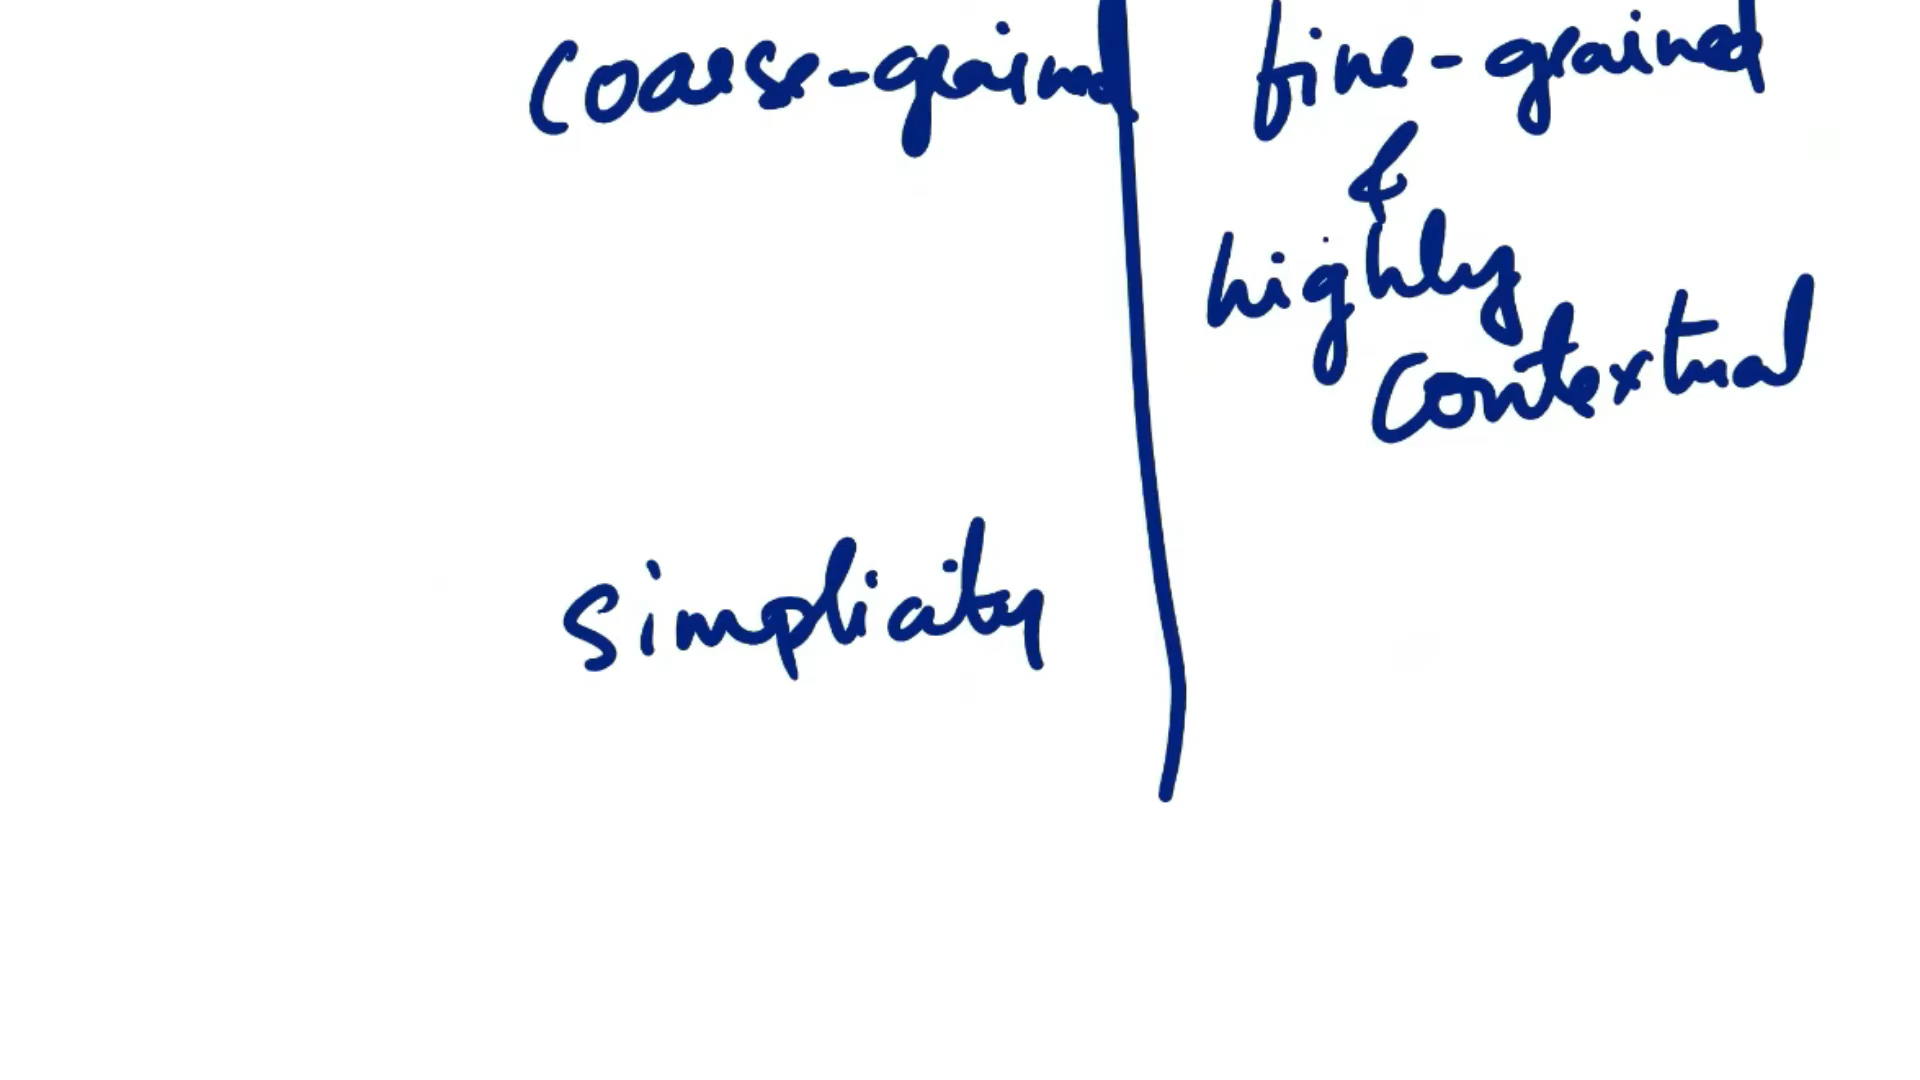 coarse-grained
fine-grained
&
highly
contextual
simplicity